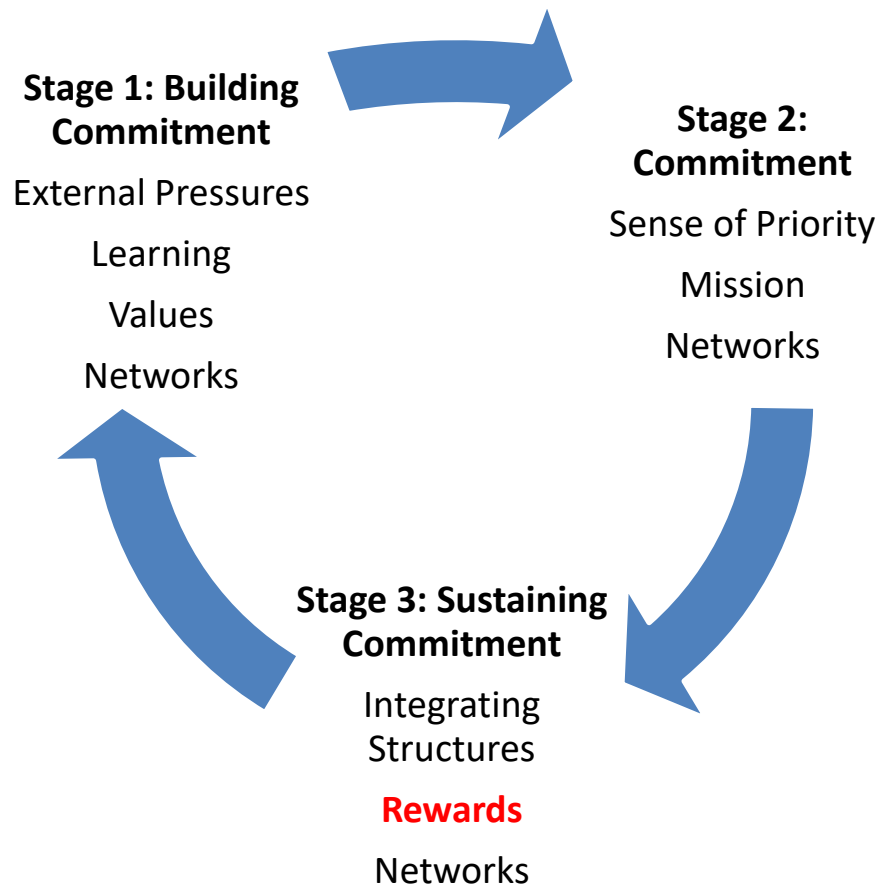 Stage 1: Building
Commitment
External Pressures
Learning
Values
Networks
Stage 2:
Commitment
Sense of Priority
Mission
Networks
Stage 3: Sustaining
Commitment
Integrating
Structures
Rewards
Networks